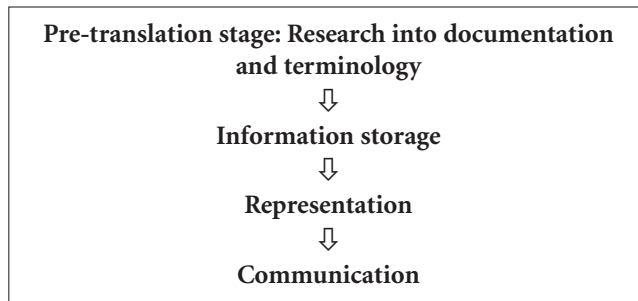 Pre-translation stage: Research into documentation
and terminology
⇩
Information storage
⇩
Representation
⇩
Communication